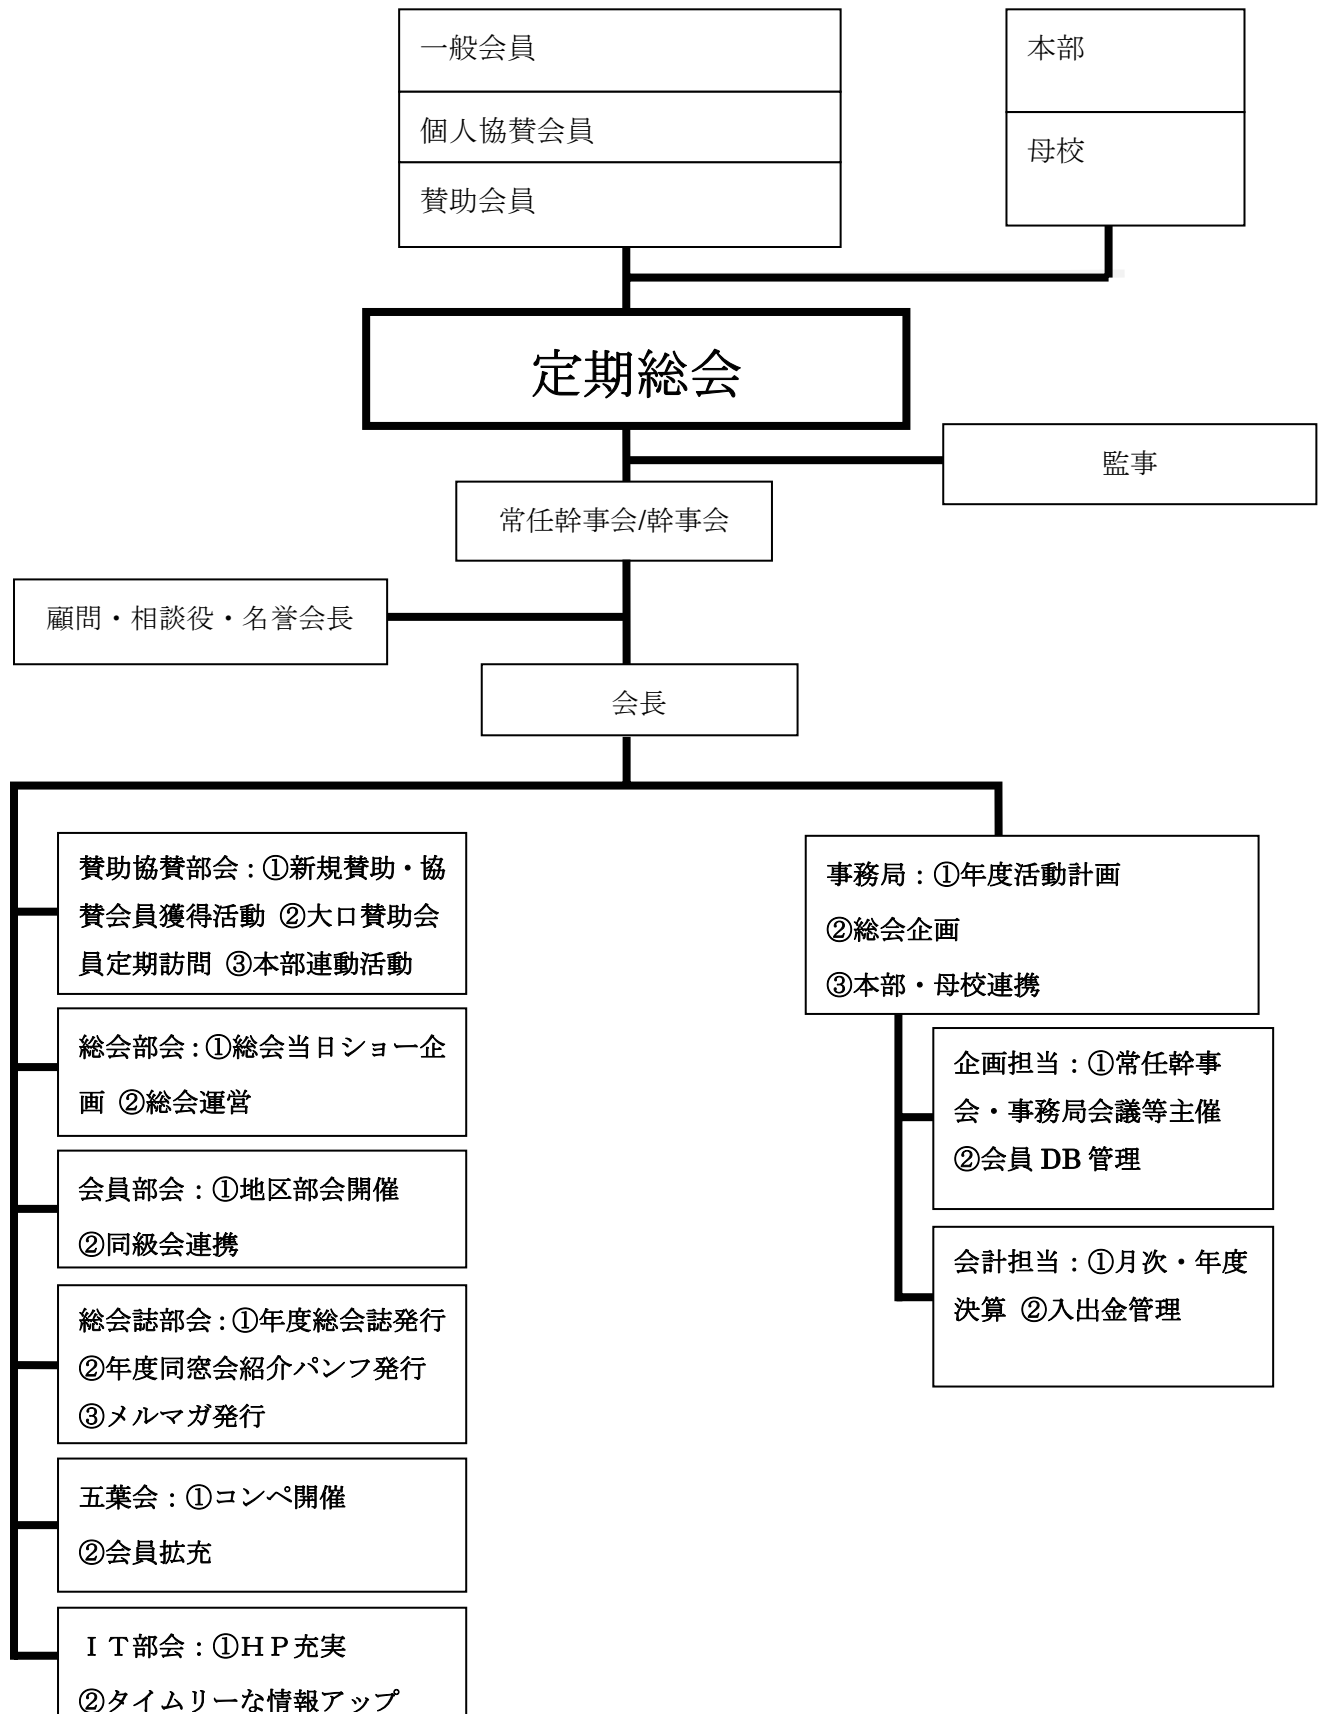 一般会員
個人協賛会員
賛助会員
本部
母校
定期総会
監事
常任幹事会/幹事会
顧問・相談役・名誉会長
会長
賛助協賛部会：①新規賛助・協
賛会員獲得活動 ②大口賛助会
員定期訪問 ③本部連動活動
総会部会：①総会当日ショー企
画 ②総会運営
会員部会：①地区部会開催
②同級会連携
総会誌部会：①年度総会誌発行
②年度同窓会紹介パンフ発行
③メルマガ発行
五葉会：①コンペ開催
②会員拡充
ＩＴ部会：①ＨＰ充実
②タイムリーな情報アップ
事務局：①年度活動計画
②総会企画
③本部・母校連携
企画担当：①常任幹事
会・事務局会議等主催
②会員 DB 管理
会計担当：①月次・年度
決算 ②入出金管理